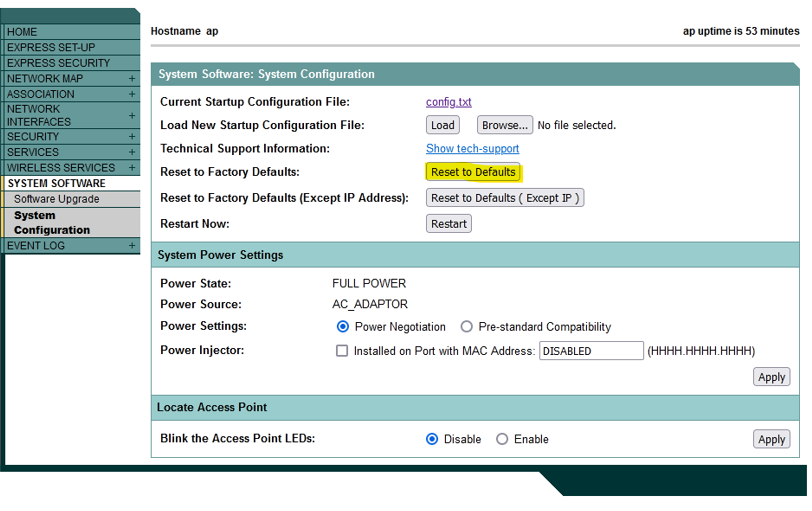 Hostname ap
ap uptime is 53 minutes
HOME
EXPRESS SET-UP
EXPRESS SECURITY
NETWORK MAP +
ASSOCIATION +
NETWORK
INTERFACES +
SECURITY +
SERVICES +
WIRELESS SERVICES +
SYSTEM SOFTWARE
Software Upgrade
System
Configuration
EVENT LOG +
System Software: System Configuration
Current Startup Configuration File: config.txt
Load New Startup Configuration File: Load Browse... No file selected.
Technical Support Information: Show tech-support
Reset to Factory Defaults: Reset to Defaults
Reset to Factory Defaults (Except IP Address): Reset to Defaults ( Except IP )
Restart Now: Restart
System Power Settings
Power State: FULL POWER
Power Source: AC_ADAPTOR
Power Settings: Power Negotiation Pre-standard Compatibility
Power Injector: Installed on Port with MAC Address: DISABLED (HHHH.HHHH.HHHH)
Apply
Locate Access Point
Blink the Access Point LEDs: Disable Enable Apply